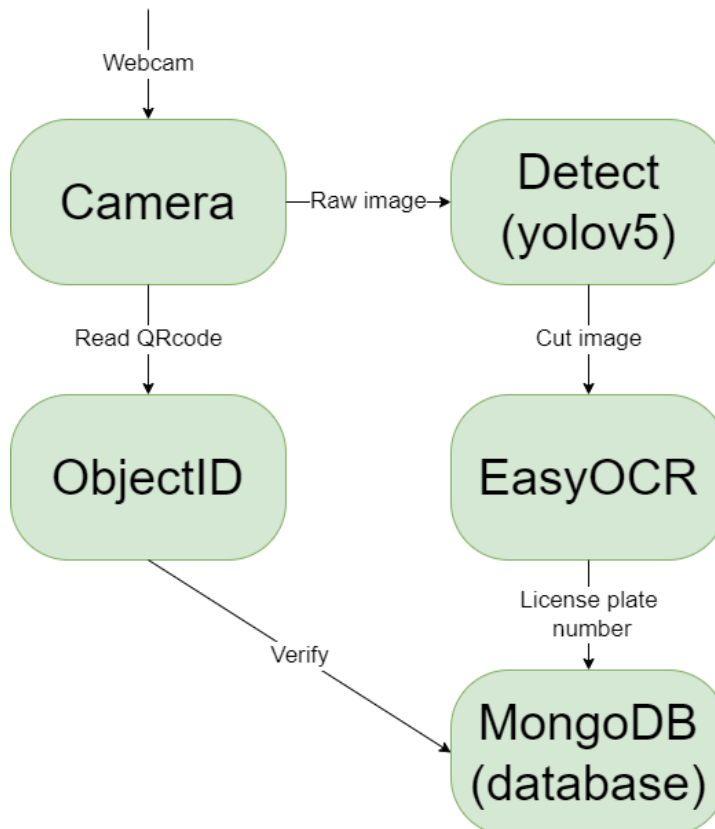 Webcam
Camera
Raw image
Detect
(yolov5)
Read QRcode
Cut image
ObjectID
EasyOCR
License plate
number
Verify
MongoDB
(database)